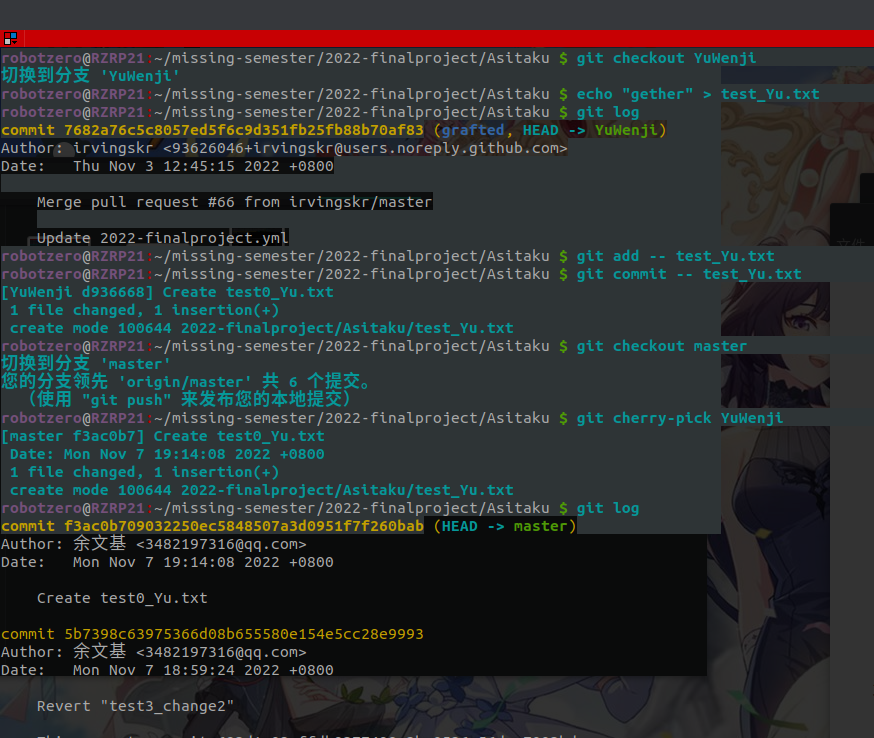 robotzero@RZRP21:~/missing-semester/2022-finalproject/Asitaku $ git checkout YuWenji
切换到分支 'YuWenji'
robotzero@RZRP21:~/missing-semester/2022-finalproject/Asitaku $ echo "gether" > test_Yu.txt
robotzero@RZRP21:~/missing-semester/2022-finalproject/Asitaku $ git log
commit 7682a76c5c8057ed5f6c9d351fb25fb88b70af83 (grafted, HEAD -> YuWenji)
Author: irvingskr <93626046+irvingskr@users.noreply.github.com>
Date:   Thu Nov 3 12:45:15 2022 +0800
Merge pull request #66 from irvingskr/master
Update 2022-finalproject.yml
robotzero@RZRP21:~/missing-semester/2022-finalproject/Asitaku $ git add -- test_Yu.txt
robotzero@RZRP21:~/missing-semester/2022-finalproject/Asitaku $ git commit -- test_Yu.txt
[YuWenji d936668] Create test0_Yu.txt
1 file changed, 1 insertion(+)
create mode 100644 2022-finalproject/Asitaku/test_Yu.txt
robotzero@RZRP21:~/missing-semester/2022-finalproject/Asitaku $ git checkout master
切换到分支 'master'
您的分支领先 'origin/master' 共 6 个提交。
（使用 "git push" 来发布您的本地提交）
robotzero@RZRP21:~/missing-semester/2022-finalproject/Asitaku $ git cherry-pick YuWenji
[master f3ac0b7] Create test0_Yu.txt
Date: Mon Nov 7 19:14:08 2022 +0800
1 file changed, 1 insertion(+)
create mode 100644 2022-finalproject/Asitaku/test_Yu.txt
robotzero@RZRP21:~/missing-semester/2022-finalproject/Asitaku $ git log
commit f3ac0b709032250ec5848507a3d0951f7f260bab (HEAD -> master)
Author: 余文基 <3482197316@qq.com>
Date:   Mon Nov 7 19:14:08 2022 +0800
Create test0_Yu.txt
commit 5b7398c63975366d08b655580e154e5cc28e9993
Author: 余文基 <3482197316@qq.com>
Date:   Mon Nov 7 18:59:24 2022 +0800
Revert "test3_change2"